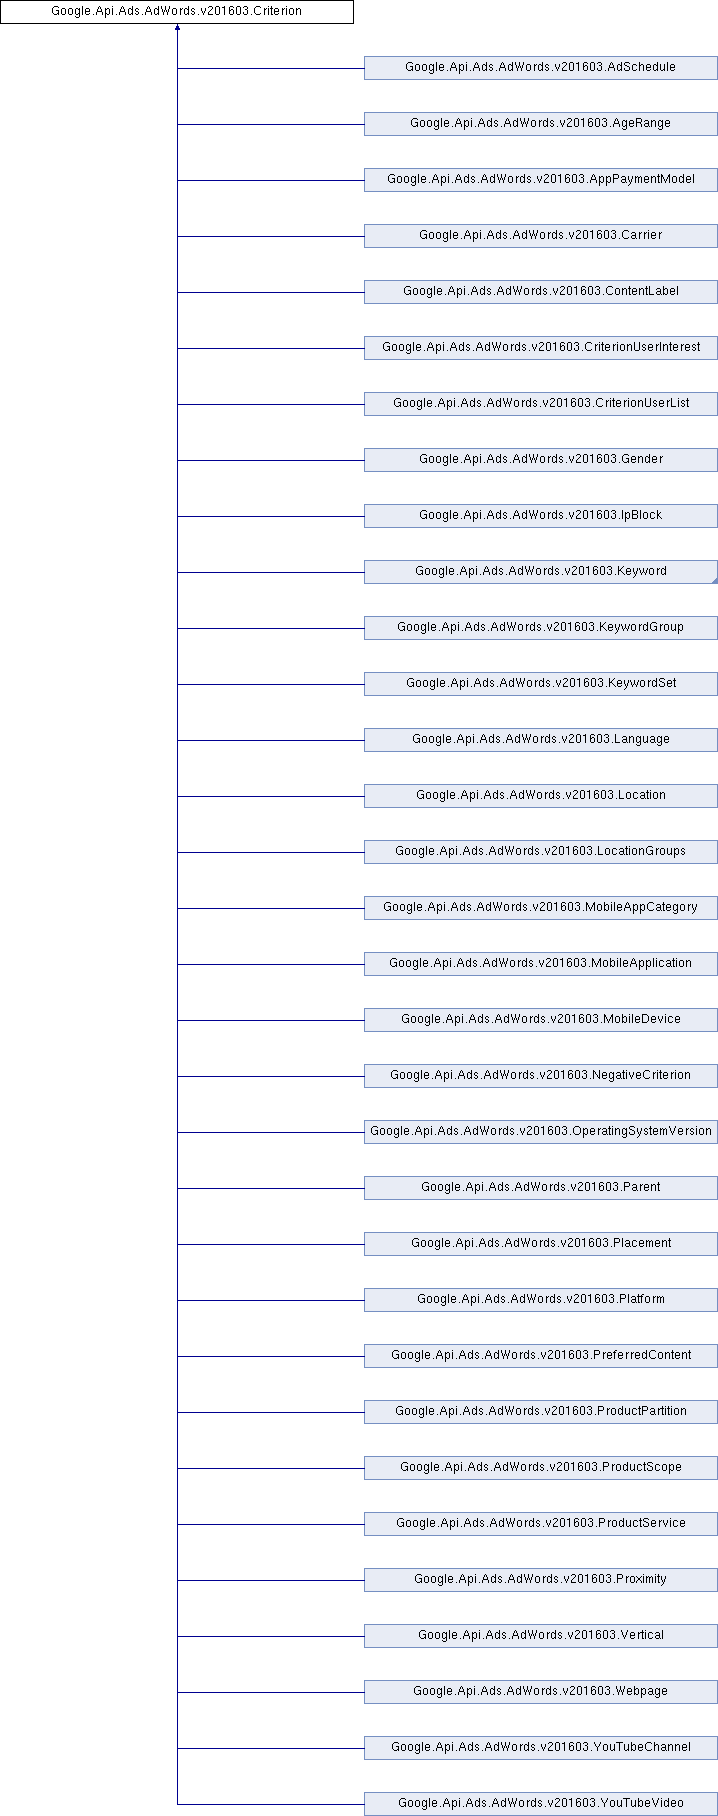 Google.Api.Ads.AdWords.v201603.Criterion
Google.Api.Ads.AdWords.v201603.AdSchedule
Google.Api.Ads.AdWords.v201603.AgeRange
Google.Api.Ads.AdWords.v201603.AppPaymentModel
Google.Api.Ads.AdWords.v201603.Carrier
Google.Api.Ads.AdWords.v201603.ContentLabel
Google.Api.Ads.AdWords.v201603.CriterionUserInterest
Google.Api.Ads.AdWords.v201603.CriterionUserList
Google.Api.Ads.AdWords.v201603.Gender
Google.Api.Ads.AdWords.v201603.IpBlock
Google.Api.Ads.AdWords.v201603.Keyword
Google.Api.Ads.AdWords.v201603.KeywordGroup
Google.Api.Ads.AdWords.v201603.KeywordSet
Google.Api.Ads.AdWords.v201603.Language
Google.Api.Ads.AdWords.v201603.Location
Google.Api.Ads.AdWords.v201603.LocationGroups
Google.Api.Ads.AdWords.v201603.MobileAppCategory
Google.Api.Ads.AdWords.v201603.MobileApplication
Google.Api.Ads.AdWords.v201603.MobileDevice
Google.Api.Ads.AdWords.v201603.NegativeCriterion
Google.Api.Ads.AdWords.v201603.OperatingSystemVersion
Google.Api.Ads.AdWords.v201603.Parent
Google.Api.Ads.AdWords.v201603.Placement
Google.Api.Ads.AdWords.v201603.Platform
Google.Api.Ads.AdWords.v201603.PreferredContent
Google.Api.Ads.AdWords.v201603.ProductPartition
Google.Api.Ads.AdWords.v201603.ProductScope
Google.Api.Ads.AdWords.v201603.ProductService
Google.Api.Ads.AdWords.v201603.Proximity
Google.Api.Ads.AdWords.v201603.Vertical
Google.Api.Ads.AdWords.v201603.Webpage
Google.Api.Ads.AdWords.v201603.YouTubeChannel
Google.Api.Ads.AdWords.v201603.YouTubeVideo